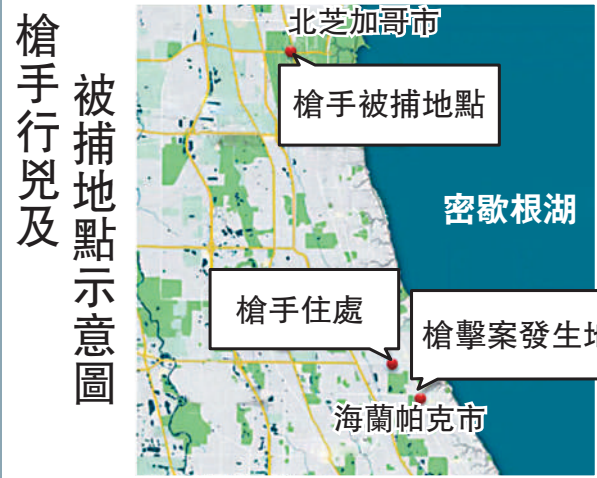 槍手行兇及
被捕地點示意圖
北芝加哥市
槍手被捕地點
密歇根湖
槍手住處
槍擊案發生地
海蘭帕克市